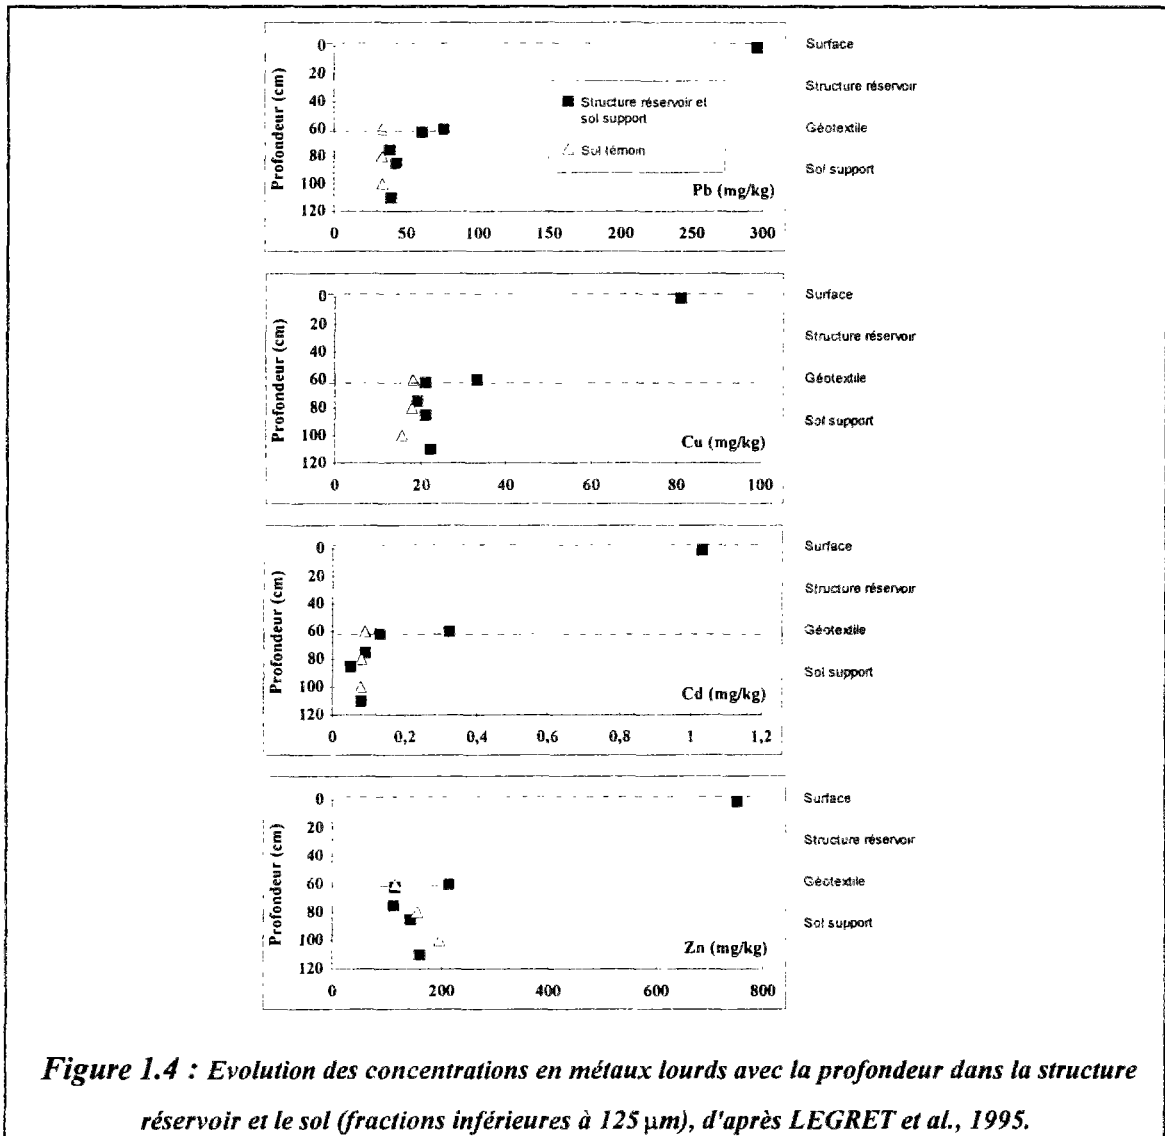 0
20
40
60
80
100
120
Profondeur (cm)
Structure réservoir et
sol support
Sol témoin
Pb (mg/kg)
0 50 100 150 200 250 300
Surface
Structure réservoir
Géotextile
Sol support
0
20
40
60
80
100
120
Profondeur (cm)
Cu (mg/kg)
0 20 40 60 80 100
Surface
Structure réservoir
Géotextile
Sol support
0
20
40
60
80
100
120
Profondeur (cm)
Cd (mg/kg)
0 0,2 0,4 0,6 0,8 1 1,2
Surface
Structure réservoir
Géotextile
Sol support
0
20
40
60
80
100
120
Profondeur (cm)
Zn (mg/kg)
0 200 400 600 800
Surface
Structure réservoir
Géotextile
Sol support
Figure 1.4 : Evolution des concentrations en métaux lourds avec la profondeur dans la structure
réservoir et le sol (fractions inférieures à 125 µm), d'après LEGRET et al., 1995.